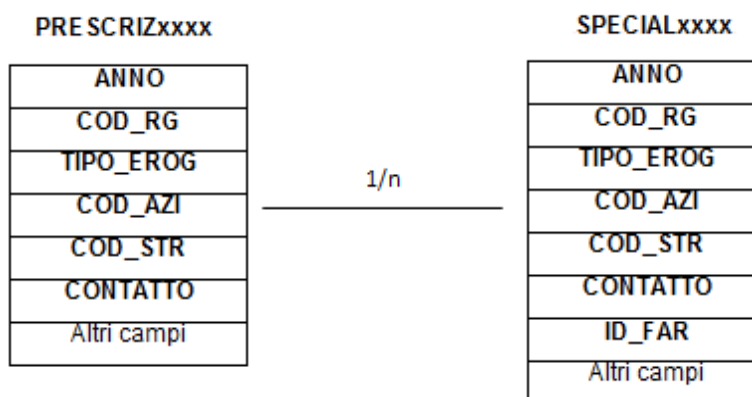 PRESCRIZxxxx
ANNO
COD_RG
TIPO_EROG
COD_AZI
COD_STR
CONTATTO
Altri campi
1/n
SPECIALxxxx
ANNO
COD_RG
TIPO_EROG
COD_AZI
COD_STR
CONTATTO
ID_FAR
Altri campi